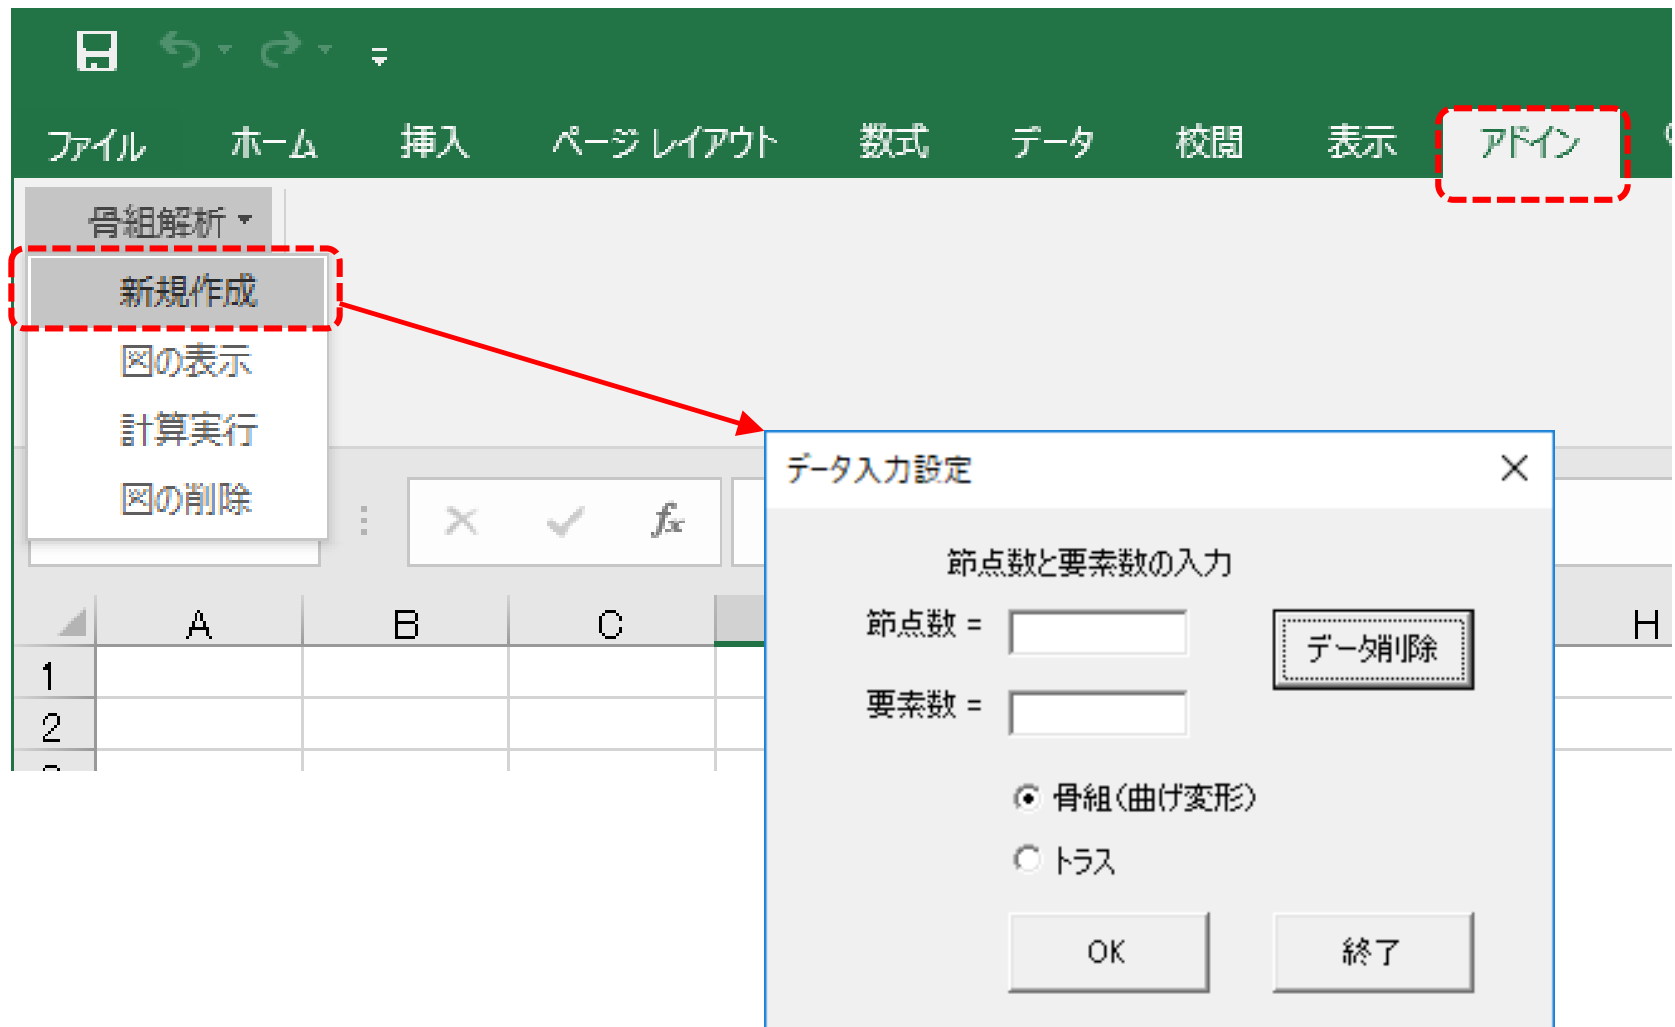 ファイル ホーム 挿入 ページ レイアウト 数式 データ 校閲 表示 アドイン
骨組解析
新規作成
図の表示
計算実行
図の削除
fx
A B C H
1
2
データ入力設定
節点数と要素数の入力
節点数 =
データ削除
要素数 =
骨組(曲げ変形)
トラス
OK 終了